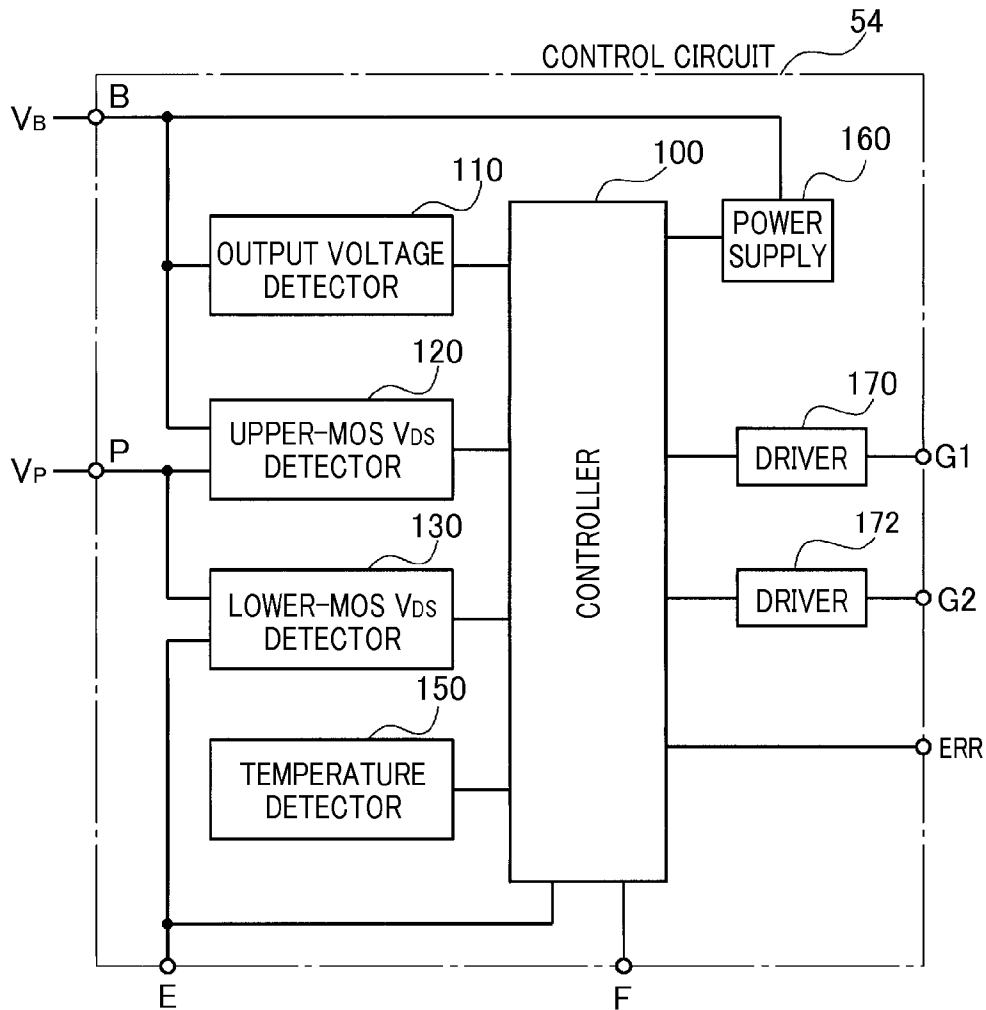 54
CONTROL CIRCUIT
B
VB
110
100
160
OUTPUT VOLTAGE
DETECTOR
POWER
SUPPLY
120
170
UPPER-MOS VDS
DETECTOR
DRIVER
G1
P
VP
130
172
LOWER-MOS VDS
DETECTOR
DRIVER
G2
CONTROLLER
150
TEMPERATURE
DETECTOR
ERR
E
F